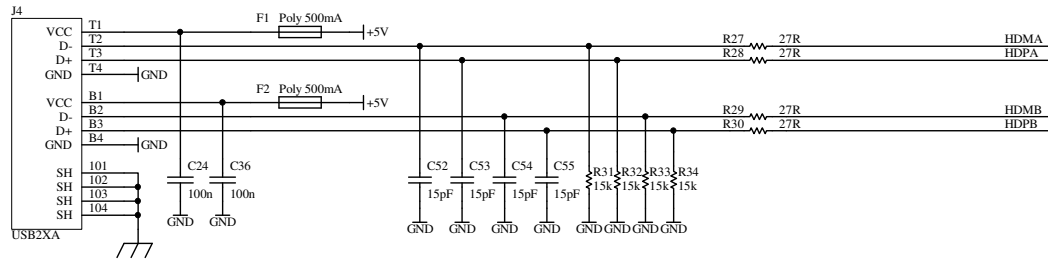 J4
VCC T1 F1 Poly 500mA +5V
D- T2 R27 27R HDMA
D+ T3 R28 27R HDPA
GND T4 GND
VCC B1 F2 Poly 500mA +5V
D- B2 R29 27R HDMB
D+ B3 R30 27R HDPB
GND B4 GND
SH 101 C24 C36 C52 C53 C54 C55 R31 R32 R33 R34
SH 102 100n 100n 15pF 15pF 15pF 15pF 15k 15k 15k 15k
SH 103
SH 104
GND GND GND GND GND GND GND GND GND GND
USB2XA